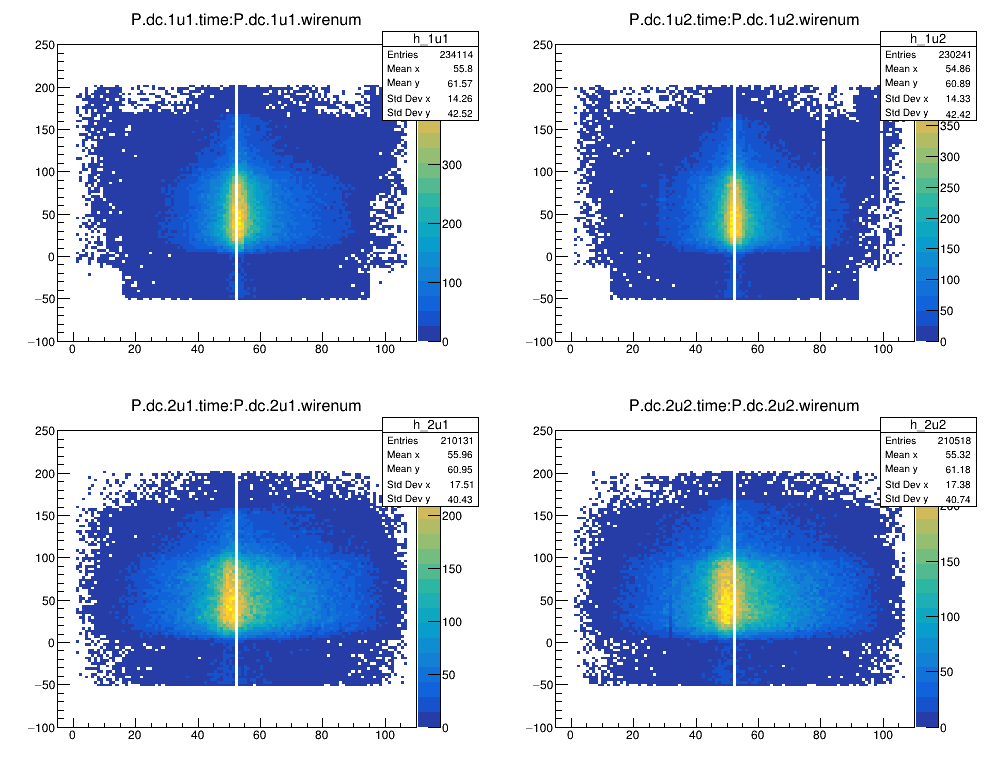 P.dc.1u1.time:P.dc.1u1.wirenum
h_1u1
Entries 234114
Mean x 55.8
Mean y 61.57
Std Dev x 14.26
Std Dev y 42.52
250
200
150
100
50
0
−50
−100
0 20 40 60 80 100
300
200
100
0
P.dc.1u2.time:P.dc.1u2.wirenum
h_1u2
Entries 230241
Mean x 54.86
Mean y 60.89
Std Dev x 14.33
Std Dev y 42.42
250
200
150
100
50
0
−50
−100
0 20 40 60 80 100
350
300
250
200
150
100
50
0
P.dc.2u1.time:P.dc.2u1.wirenum
h_2u1
Entries 210131
Mean x 55.96
Mean y 60.95
Std Dev x 17.51
Std Dev y 40.43
250
200
150
100
50
0
−50
−100
0 20 40 60 80 100
200
150
100
50
0
P.dc.2u2.time:P.dc.2u2.wirenum
h_2u2
Entries 210518
Mean x 55.32
Mean y 61.18
Std Dev x 17.38
Std Dev y 40.74
250
200
150
100
50
0
−50
−100
0 20 40 60 80 100
200
150
100
50
0